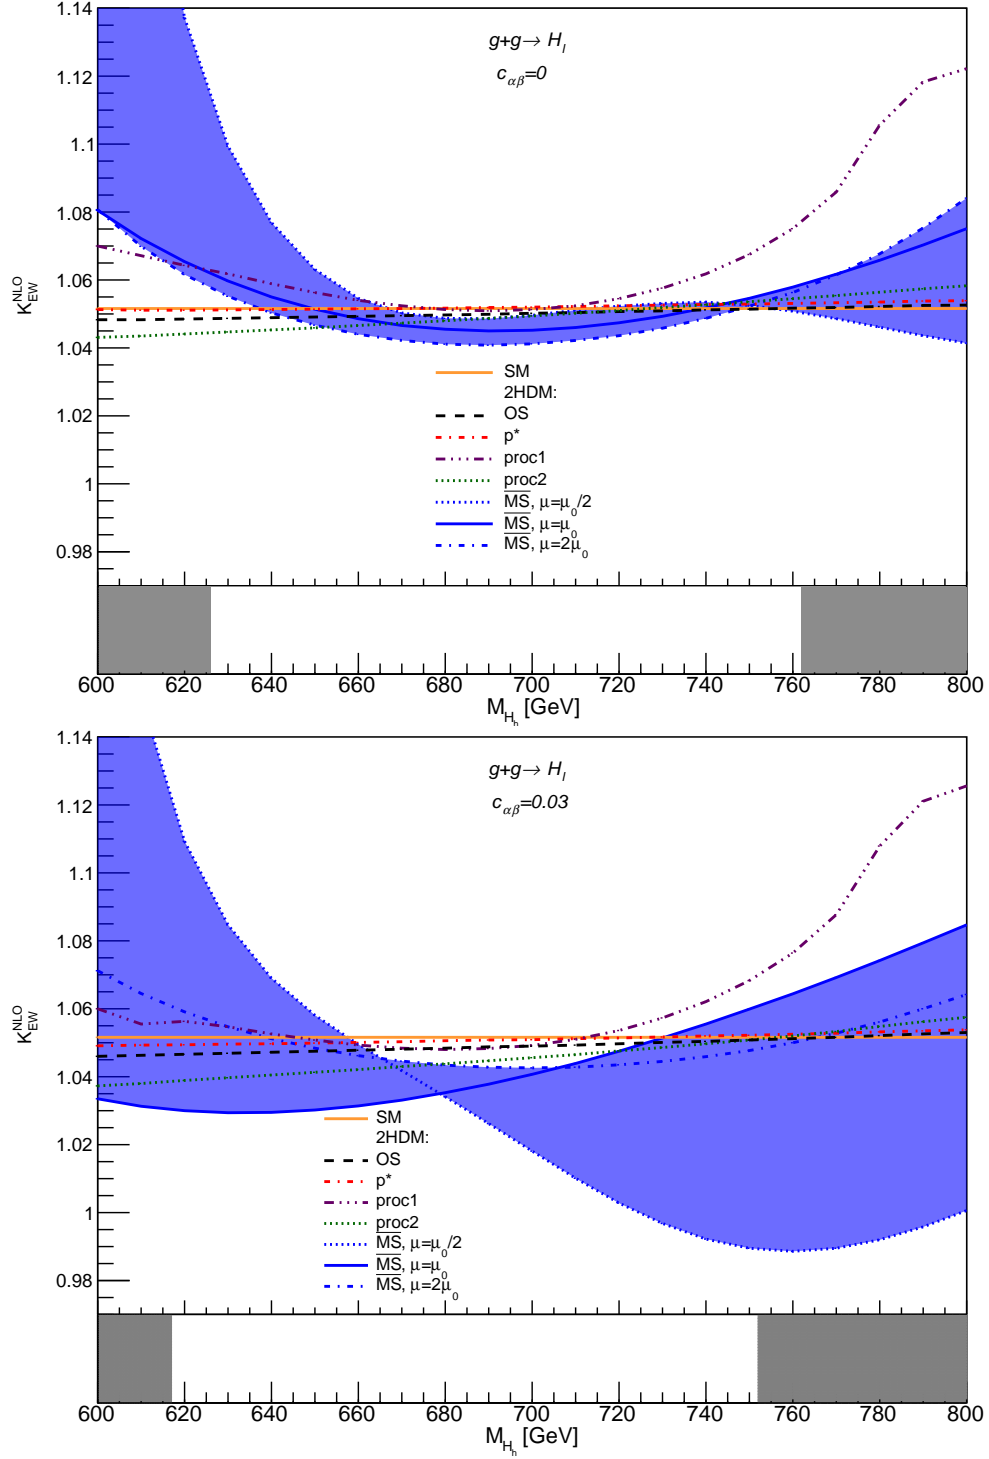 1.14
g+g→ H_l
c_αβ=0
1.12
1.1
1.08
K_EW^NLO
1.06
1.04
SM
2HDM:
1.02
OS
p*
proc1
1
proc2
MS, μ=μ_0/2
MS, μ=μ_0
0.98
MS, μ=2μ_0
600 620 640 660 680 700 720 740 760 780 800
M_H_h [GeV]
1.14
g+g→ H_l
c_αβ=0.03
1.12
1.1
1.08
K_EW^NLO
1.06
1.04
SM
1.02
2HDM:
OS
p*
proc1
1
proc2
MS, μ=μ_0/2
MS, μ=μ_0
0.98
MS, μ=2μ_0
600 620 640 660 680 700 720 740 760 780 800
M_H_h [GeV]